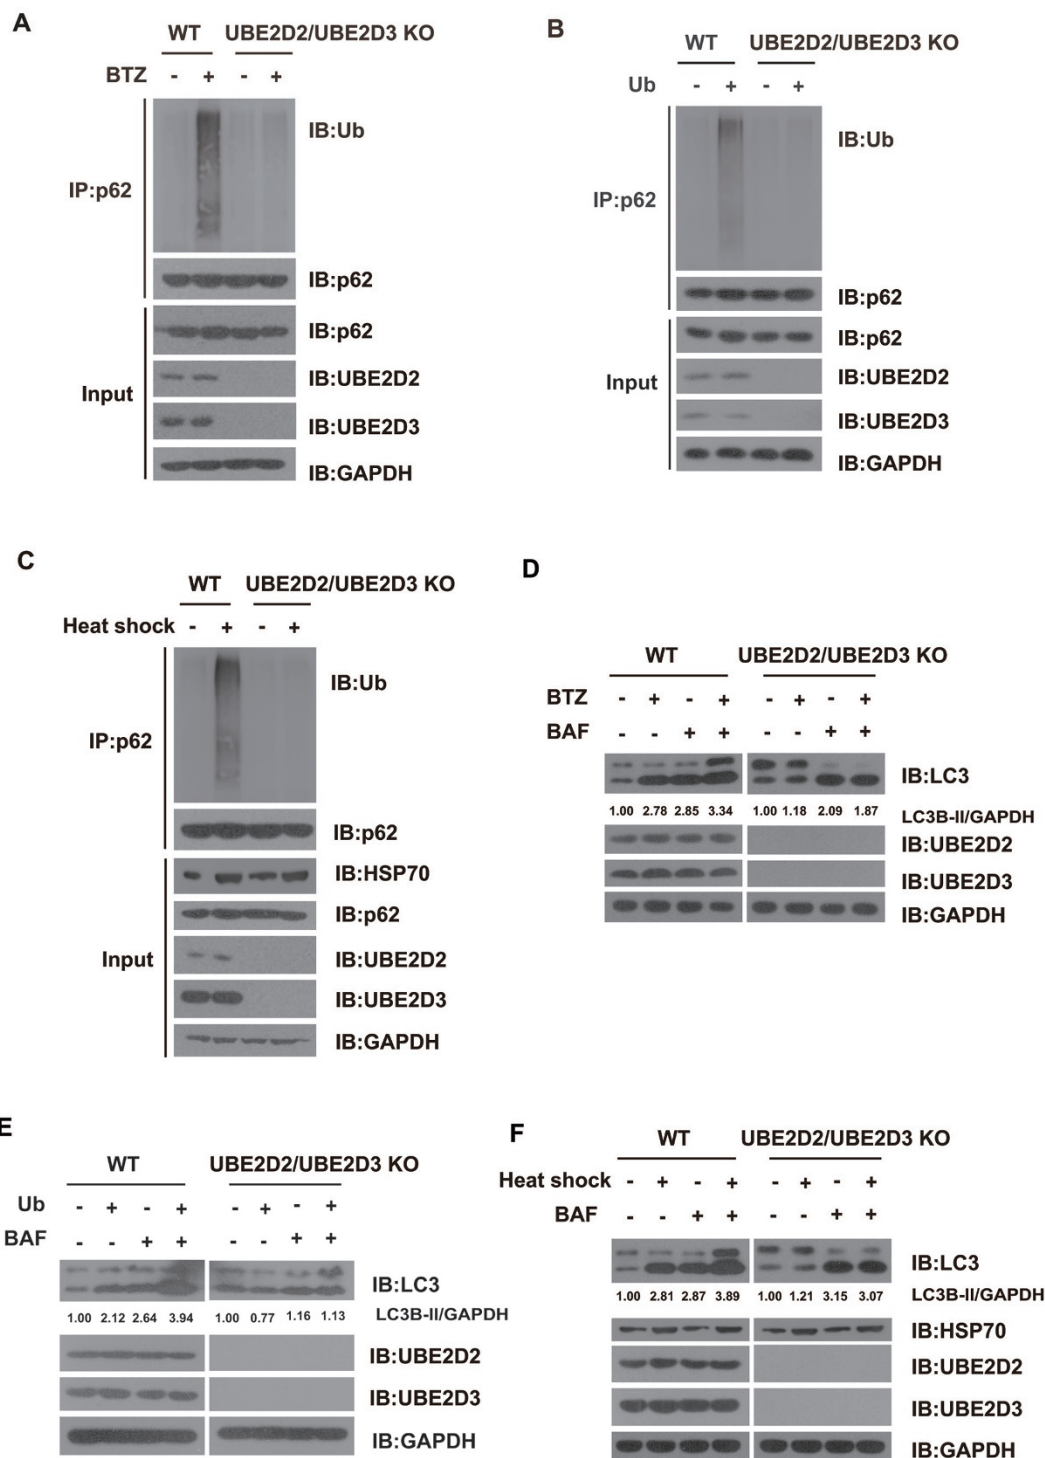 A
WT UBE2D2/UBE2D3 KO
BTZ - + - +
IB:Ub
IP:p62
IB:p62
IB:p62
IB:UBE2D2
Input
IB:UBE2D3
IB:GAPDH
B
WT UBE2D2/UBE2D3 KO
Ub - + - +
IB:Ub
IP:p62
IB:p62
IB:p62
IB:UBE2D2
Input
IB:UBE2D3
IB:GAPDH
C
WT UBE2D2/UBE2D3 KO
Heat shock - + - +
IB:Ub
IP:p62
IB:p62
IB:HSP70
IB:p62
Input
IB:UBE2D2
IB:UBE2D3
IB:GAPDH
D
WT UBE2D2/UBE2D3 KO
BTZ - + - + - + - +
BAF - - + + - - + +
IB:LC3
1.00 2.78 2.85 3.34 1.00 1.18 2.09 1.87 LC3B-II/GAPDH
IB:UBE2D2
IB:UBE2D3
IB:GAPDH
E
WT UBE2D2/UBE2D3 KO
Ub - + - + - + - +
BAF - - + + - - + +
IB:LC3
1.00 2.12 2.64 3.94 1.00 0.77 1.16 1.13 LC3B-II/GAPDH
IB:UBE2D2
IB:UBE2D3
IB:GAPDH
F
WT UBE2D2/UBE2D3 KO
Heat shock - + - + - + - +
BAF - - + + - - + +
IB:LC3
1.00 2.81 2.87 3.89 1.00 1.21 3.15 3.07 LC3B-II/GAPDH
IB:HSP70
IB:UBE2D2
IB:UBE2D3
IB:GAPDH